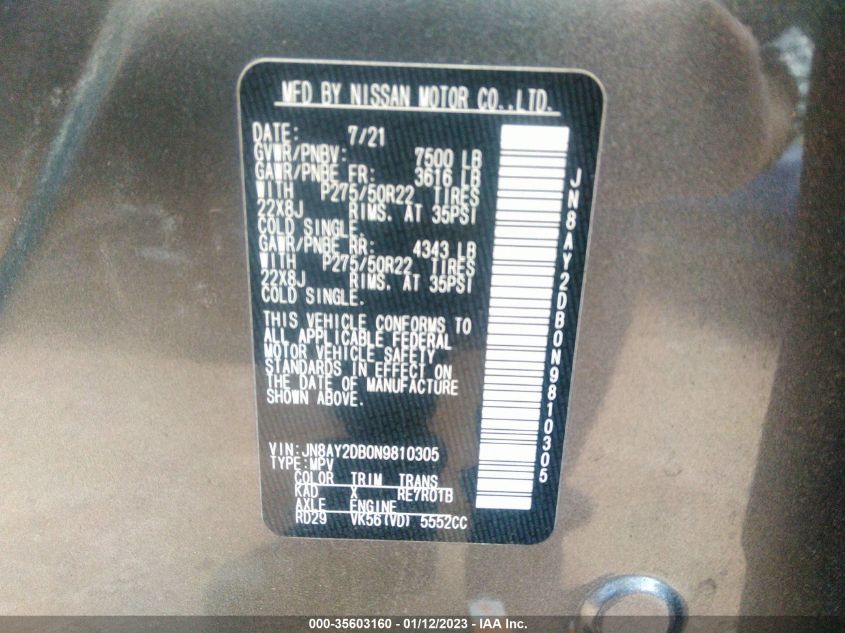 MFD BY NISSAN MOTOR CO.,LTD.
DATE: 7/21
GVWR/PNBV: 7500 LB
GAWR/PNBE FR: 3616 LB
WITH P275/50R22 TIRES
22X8J RIMS. AT 35PSI
COLD SINGLE.
GAWR/PNBE RR: 4343 LB
WITH P275/50R22 TIRES
22X8J RIMS. AT 35PSI
COLD SINGLE.
THIS VEHICLE CONFORMS TO
ALL APPLICABLE FEDERAL
MOTOR VEHICLE SAFETY
STANDARDS IN EFFECT ON
THE DATE OF MANUFACTURE
SHOWN ABOVE.
VIN:JN8AY2DB0N9810305
TYPE:MPV
COLOR TRIM TRANS
KAD X RE7R01B
AXLE ENGINE
RD29 VK56(VD) 5552CC
JN8AY2DB0N9810305
000-35603160 - 01/12/2023 - IAA Inc.